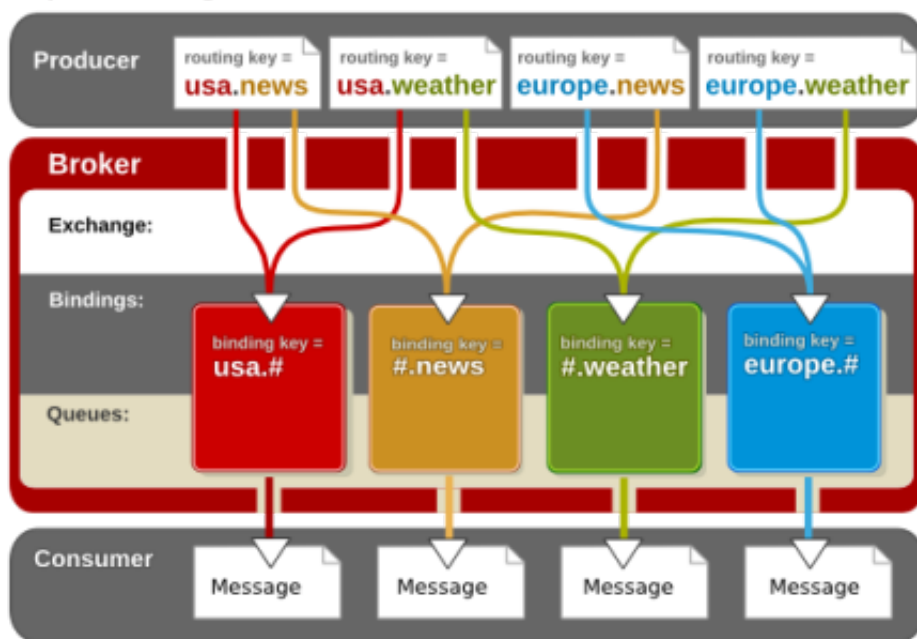 Producer
routing key =
usa.news
routing key =
usa.weather
routing key =
europe.news
routing key =
europe.weather
Broker
Exchange:
Bindings:
binding key =
usa.#
binding key =
#.news
binding key =
#.weather
binding key =
europe.#
Queues:
Consumer
Message
Message
Message
Message